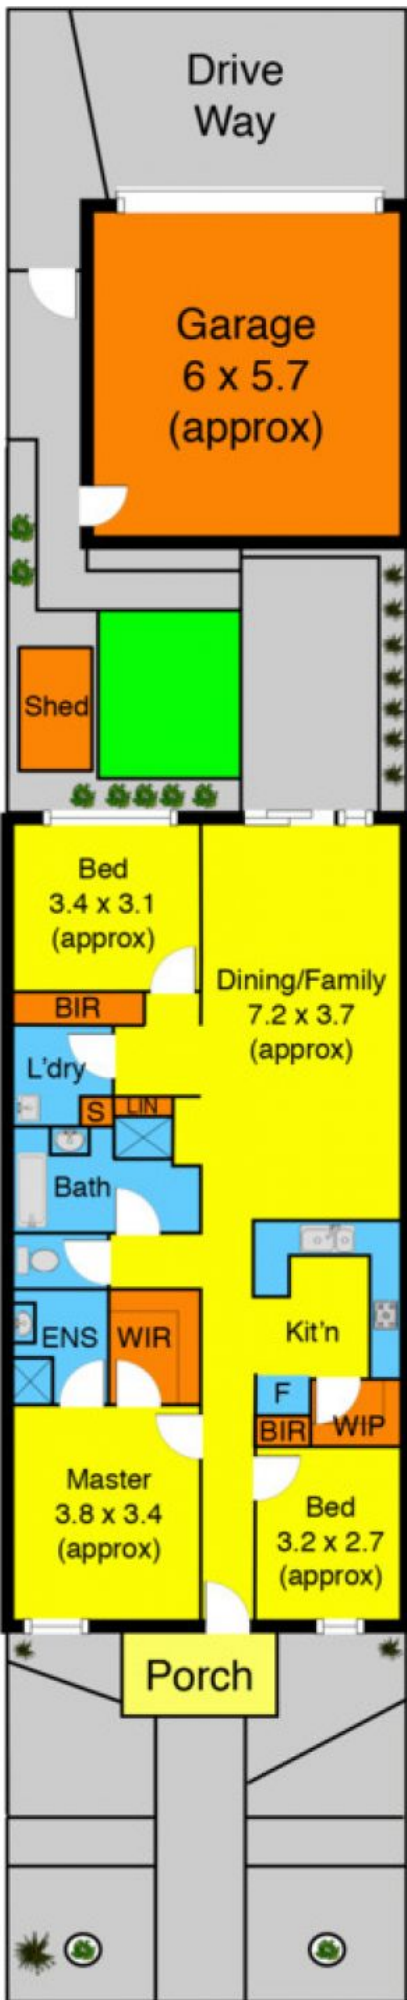 Drive
Way
Garage
6 x 5.7
(approx)
Shed
Bed
3.4 x 3.1
(approx)
BIR
Dining/Family
7.2 x 3.7
(approx)
L'dry
S
LIN
Bath
ENS
WIR
Kit'n
F
BIR
WIP
Master
3.8 x 3.4
(approx)
Bed
3.2 x 2.7
(approx)
Porch